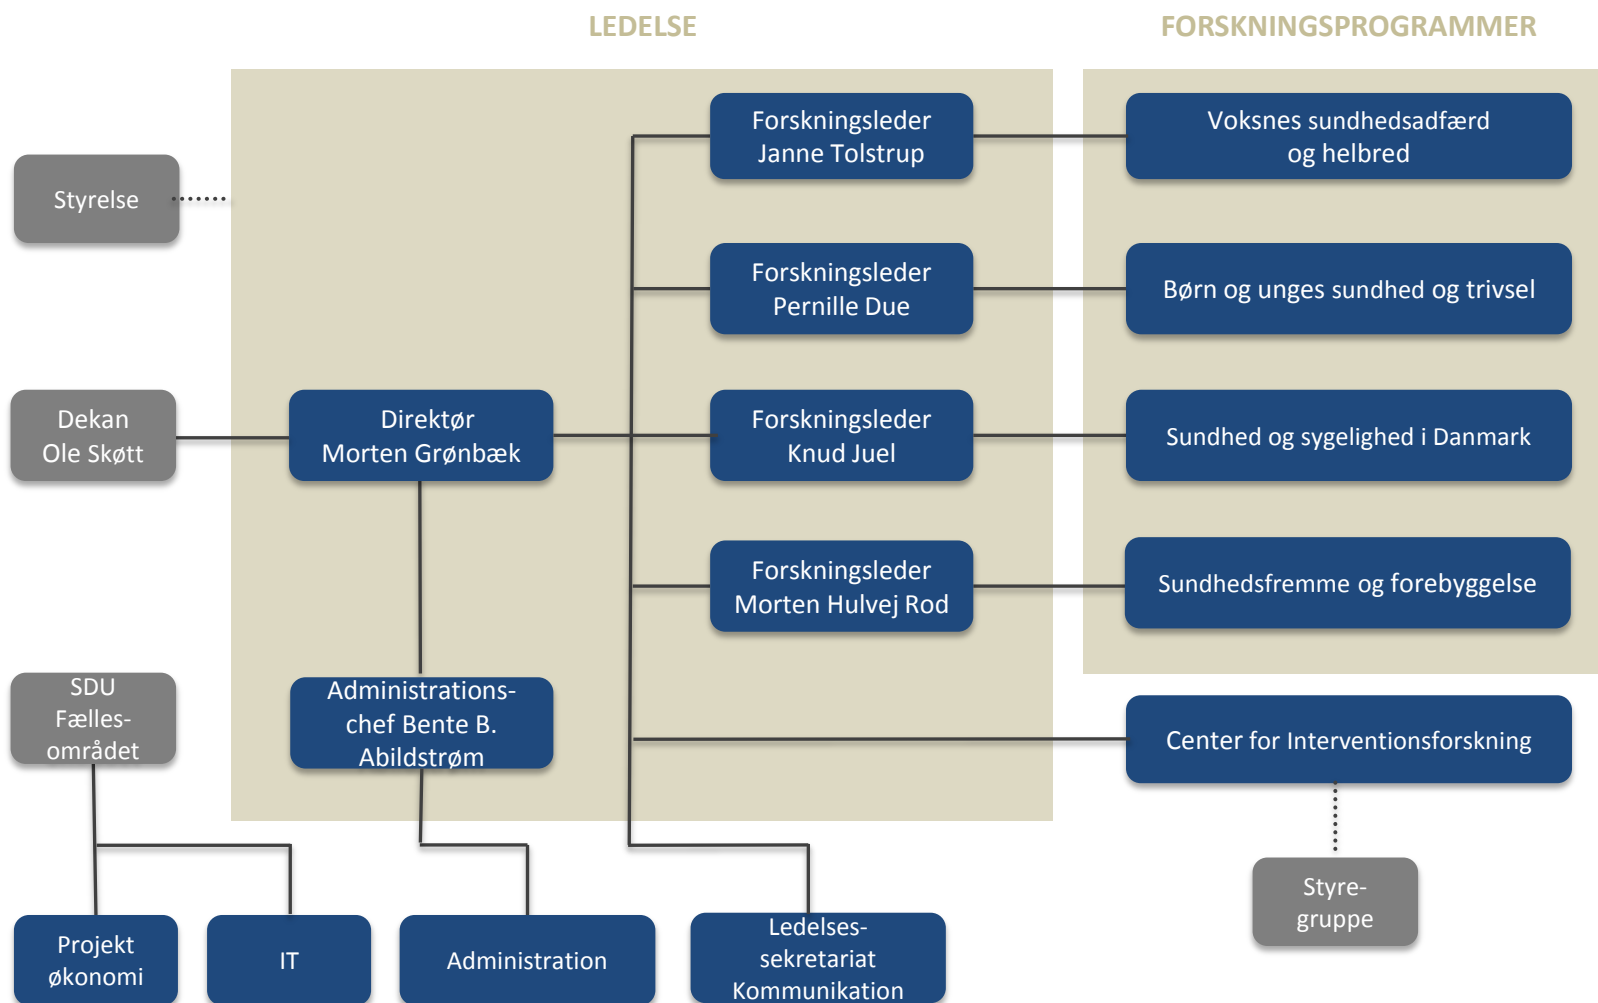 LEDELSE
FORSKNINGSPROGRAMMER
Styrelse
Forskningsleder
Janne Tolstrup
Voksnes sundhedsadfærd
og helbred
Forskningsleder
Pernille Due
Børn og unges sundhed og trivsel
Dekan
Ole Skøtt
Direktør
Morten Grønbæk
Forskningsleder
Knud Juel
Sundhed og sygelighed i Danmark
Forskningsleder
Morten Hulvej Rod
Sundhedsfremme og forebyggelse
SDU
Fælles-
området
Administrations-
chef Bente B.
Abildstrøm
Center for Interventionsforskning
Styre-
gruppe
Projekt
økonomi
IT
Administration
Ledelses-
sekretariat
Kommunikation